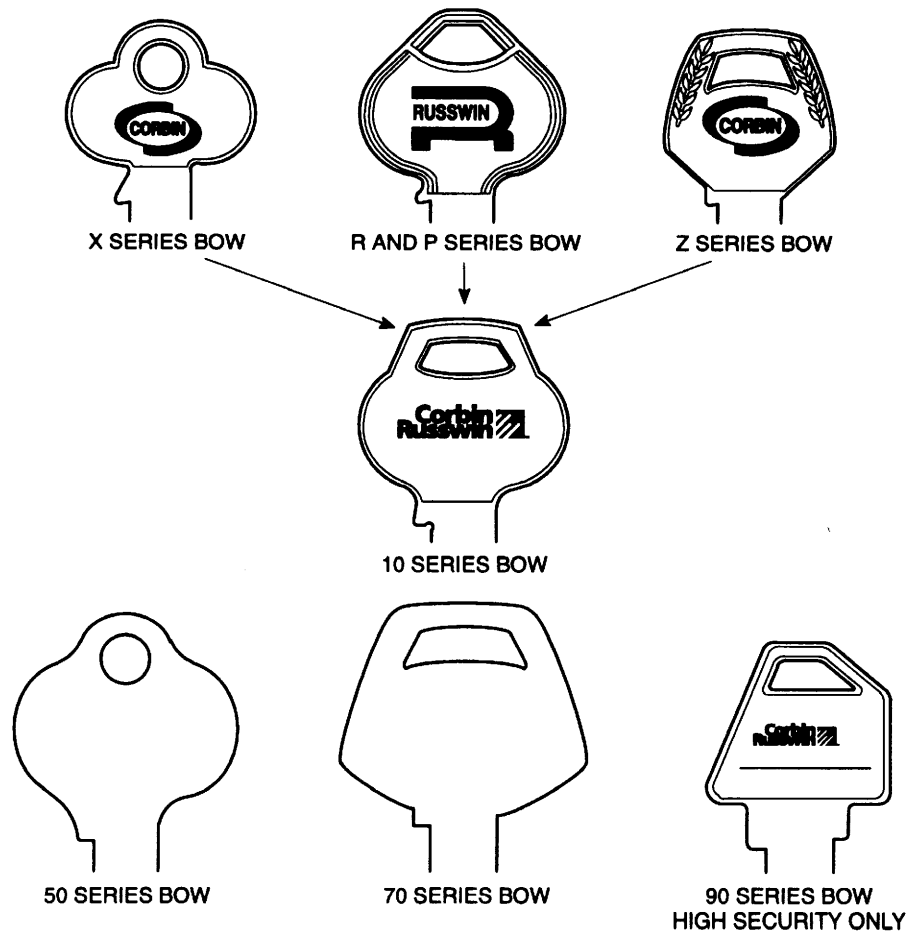 CORBIN
RUSSWIN
CORBIN
X SERIES BOW
R AND P SERIES BOW
Z SERIES BOW
Corbin
Russwin
10 SERIES BOW
Corbin
Russwin
50 SERIES BOW
70 SERIES BOW
90 SERIES BOW
HIGH SECURITY ONLY